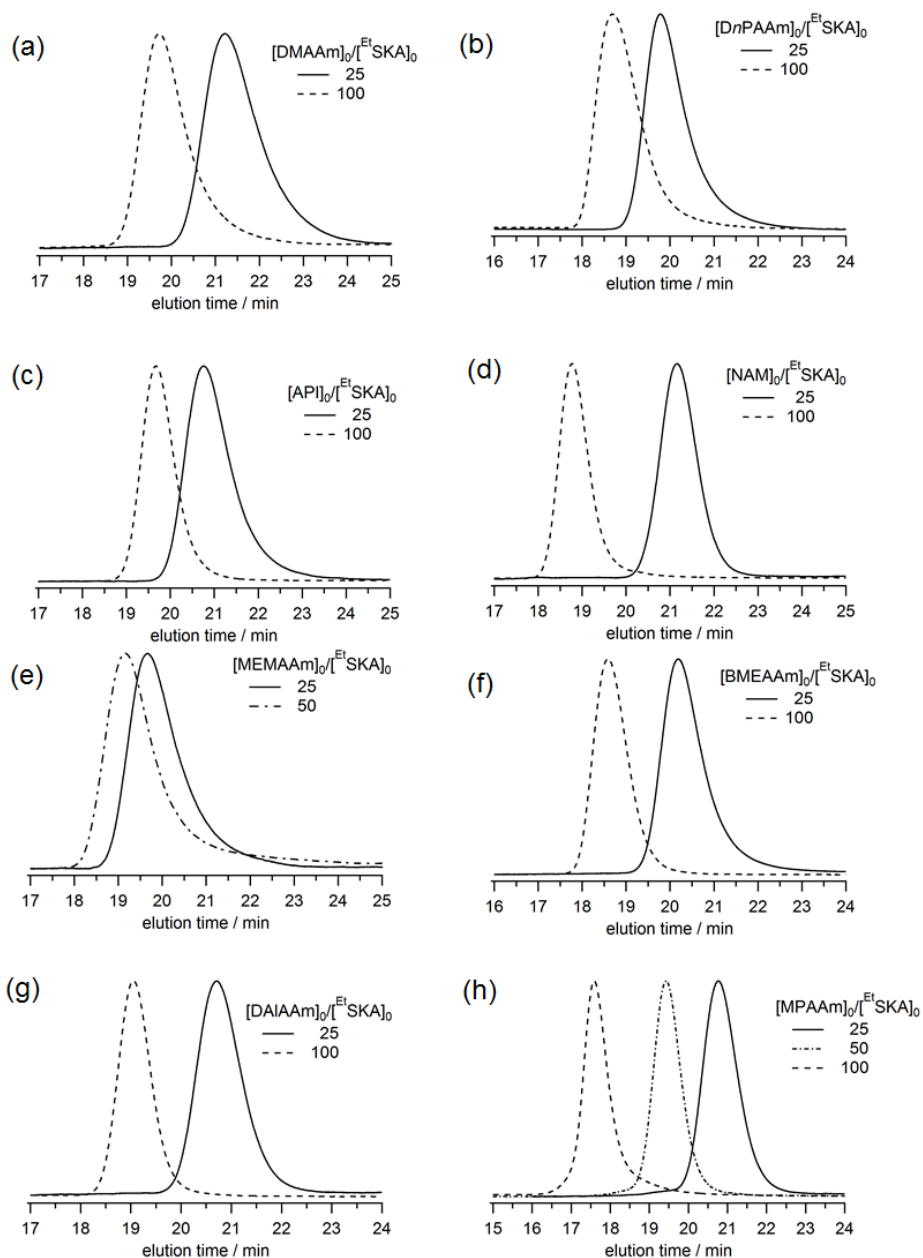 (a)
[DMAAm]₀/[ᴱᵗSKA]₀
25
100
17 18 19 20 21 22 23 24 25
elution time / min
(b)
[DnPAAm]₀/[ᴱᵗSKA]₀
25
100
16 17 18 19 20 21 22 23 24
elution time / min
(c)
[API]₀/[ᴱᵗSKA]₀
25
100
17 18 19 20 21 22 23 24 25
elution time / min
(d)
[NAM]₀/[ᴱᵗSKA]₀
25
100
17 18 19 20 21 22 23 24 25
elution time / min
(e)
[MEMAAm]₀/[ᴱᵗSKA]₀
25
50
17 18 19 20 21 22 23 24 25
elution time / min
(f)
[BMEAAm]₀/[ᴱᵗSKA]₀
25
100
16 17 18 19 20 21 22 23 24
elution time / min
(g)
[DAlAAm]₀/[ᴱᵗSKA]₀
25
100
17 18 19 20 21 22 23 24
elution time / min
(h)
[MPAAm]₀/[ᴱᵗSKA]₀
25
50
100
15 16 17 18 19 20 21 22 23 24
elution time / min